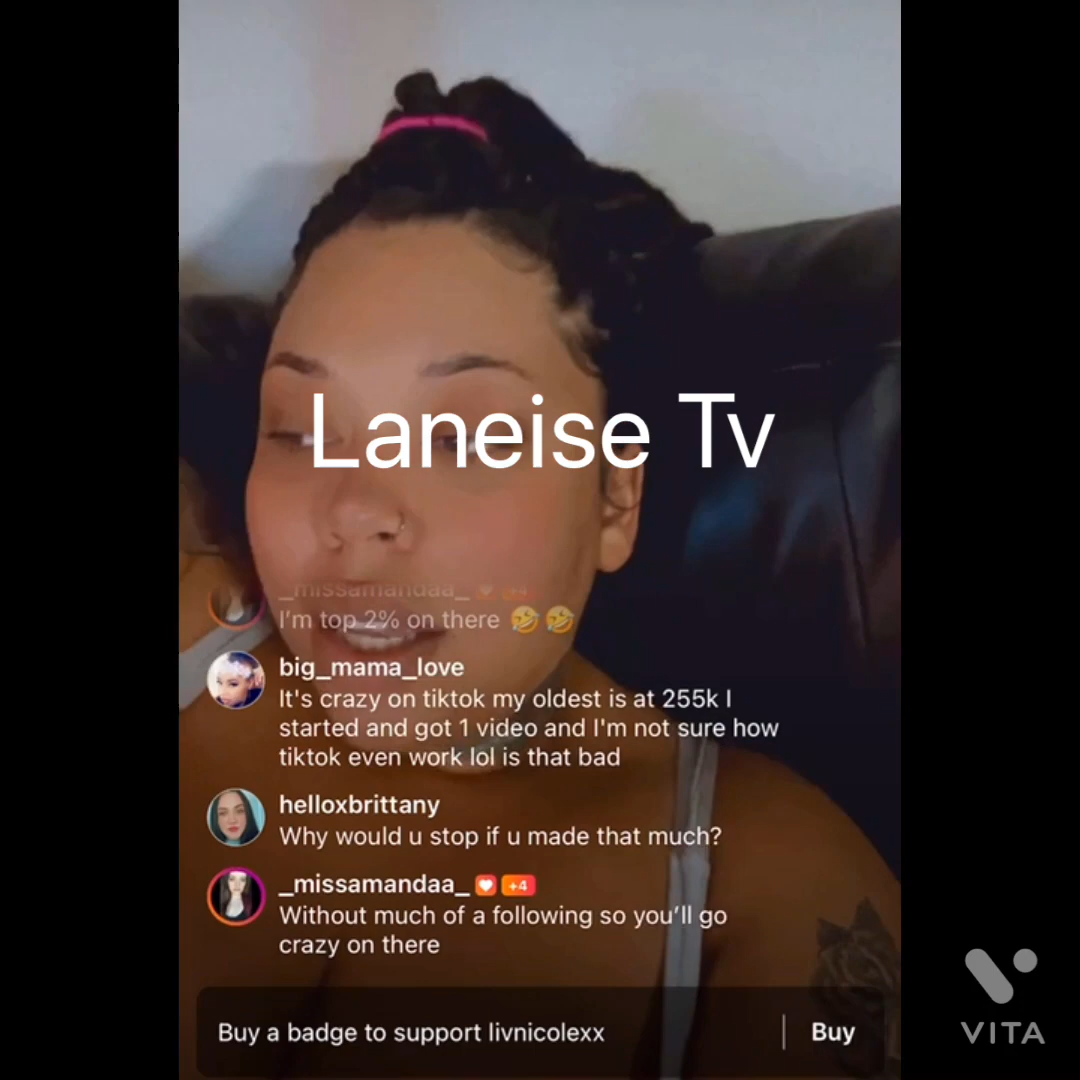 Laneise Tv
_missamandaa_ +4
I'm top 2% on there 🤣 🤣
big_mama_love
It's crazy on tiktok my oldest is at 255k I
started and got 1 video and I'm not sure how
tiktok even work lol is that bad
helloxbrittany
Why would u stop if u made that much?
_missamandaa_ +4
Without much of a following so you'll go
crazy on there
Buy a badge to support livnicolexx
Buy
VITA